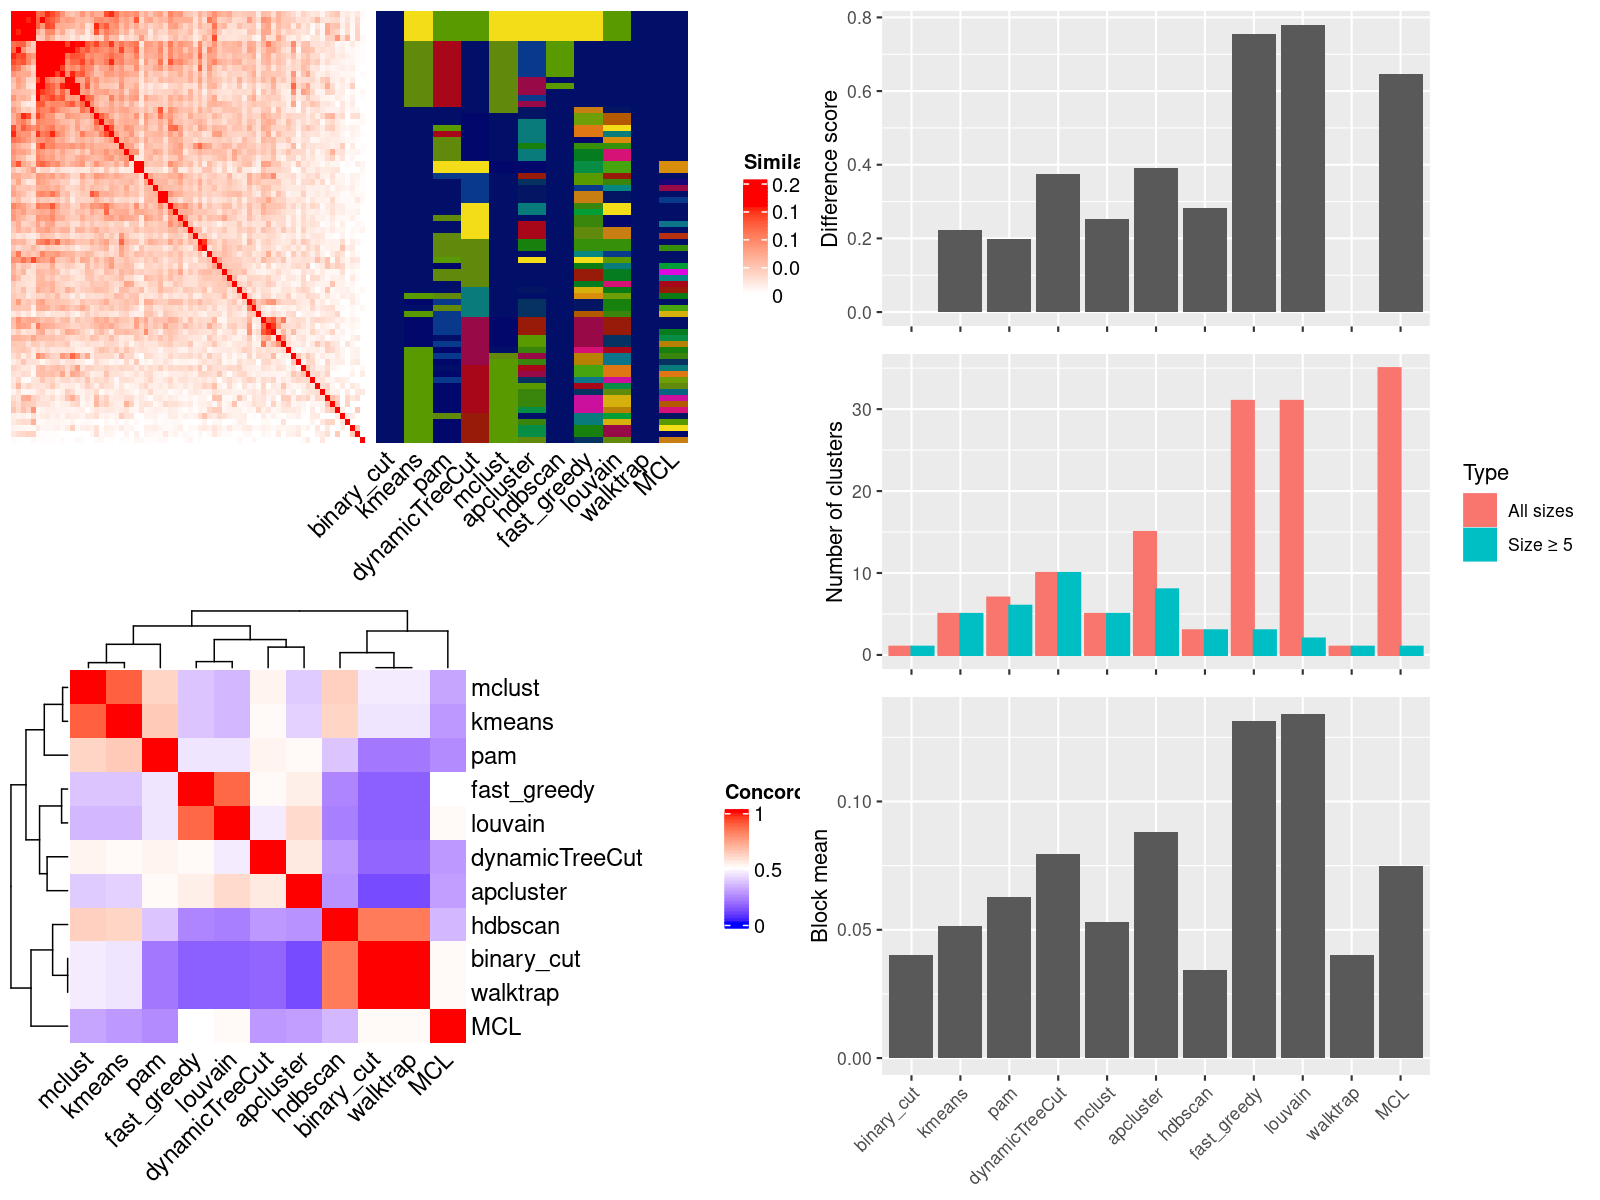 Simila
0.2
0.1
0.1
0.0
0
binary_cut
kmeans
pam
dynamicTreeCut
mclust
apcluster
hdbscan
fast_greedy
louvain
walktrap
MCL
mclust
kmeans
pam
fast_greedy
louvain
dynamicTreeCut
apcluster
hdbscan
binary_cut
walktrap
MCL
mclust
kmeans
pam
fast_greedy
louvain
dynamicTreeCut
apcluster
hdbscan
binary_cut
walktrap
MCL
Concord
1
0.5
0
Difference score
0.8
0.6
0.4
0.2
0.0
Number of clusters
30
20
10
0
Type
All sizes
Size ≥ 5
Block mean
0.10
0.05
0.00
binary_cut
kmeans
pam
dynamicTreeCut
mclust
apcluster
hdbscan
fast_greedy
louvain
walktrap
MCL